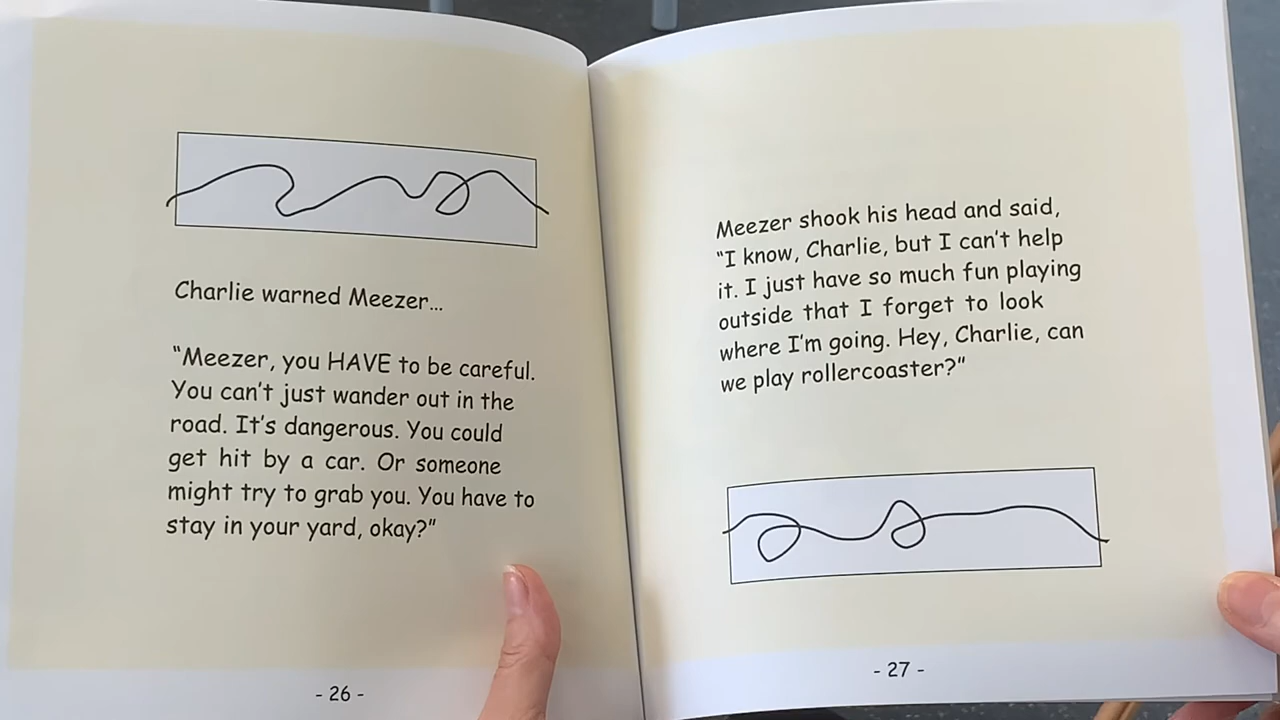 Charlie warned Meezer...
"Meezer, you HAVE to be careful.
You can't just wander out in the
road. It's dangerous. You could
get hit by a car. Or someone
might try to grab you. You have to
stay in your yard, okay?"
- 26 -
Meezer shook his head and said,
"I know, Charlie, but I can't help
it. I just have so much fun playing
outside that I forget to look
where I'm going. Hey, Charlie, can
we play rollercoaster?"
- 27 -